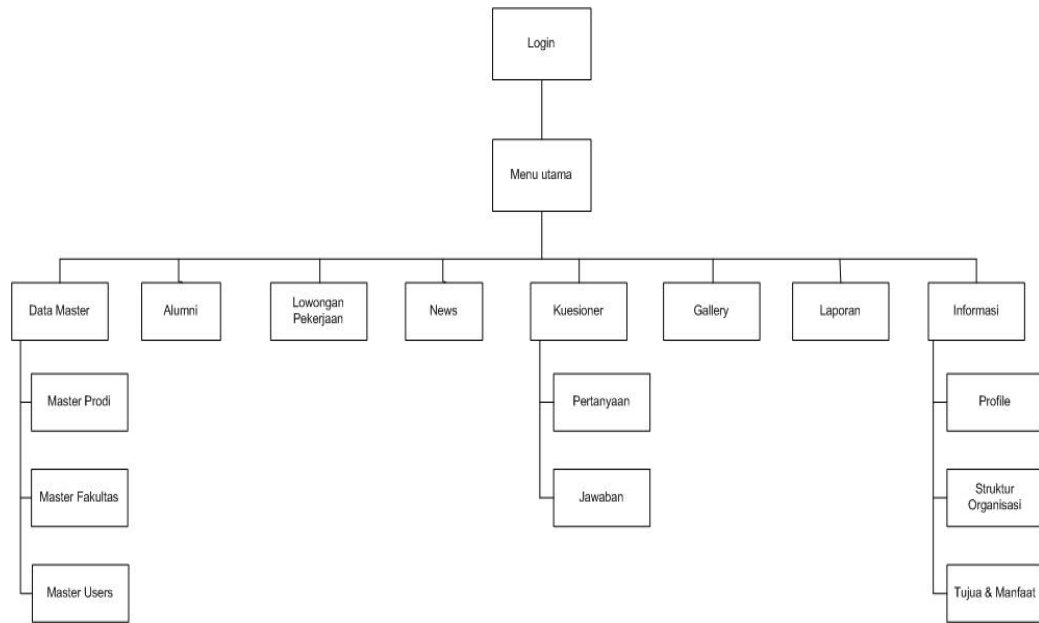 Login
Menu utama
Data Master
Alumni
Lowongan
Pekerjaan
News
Kuesioner
Gallery
Laporan
Informasi
Master Prodi
Pertanyaan
Profile
Master Fakultas
Jawaban
Struktur
Organisasi
Master Users
Tujua & Manfaat